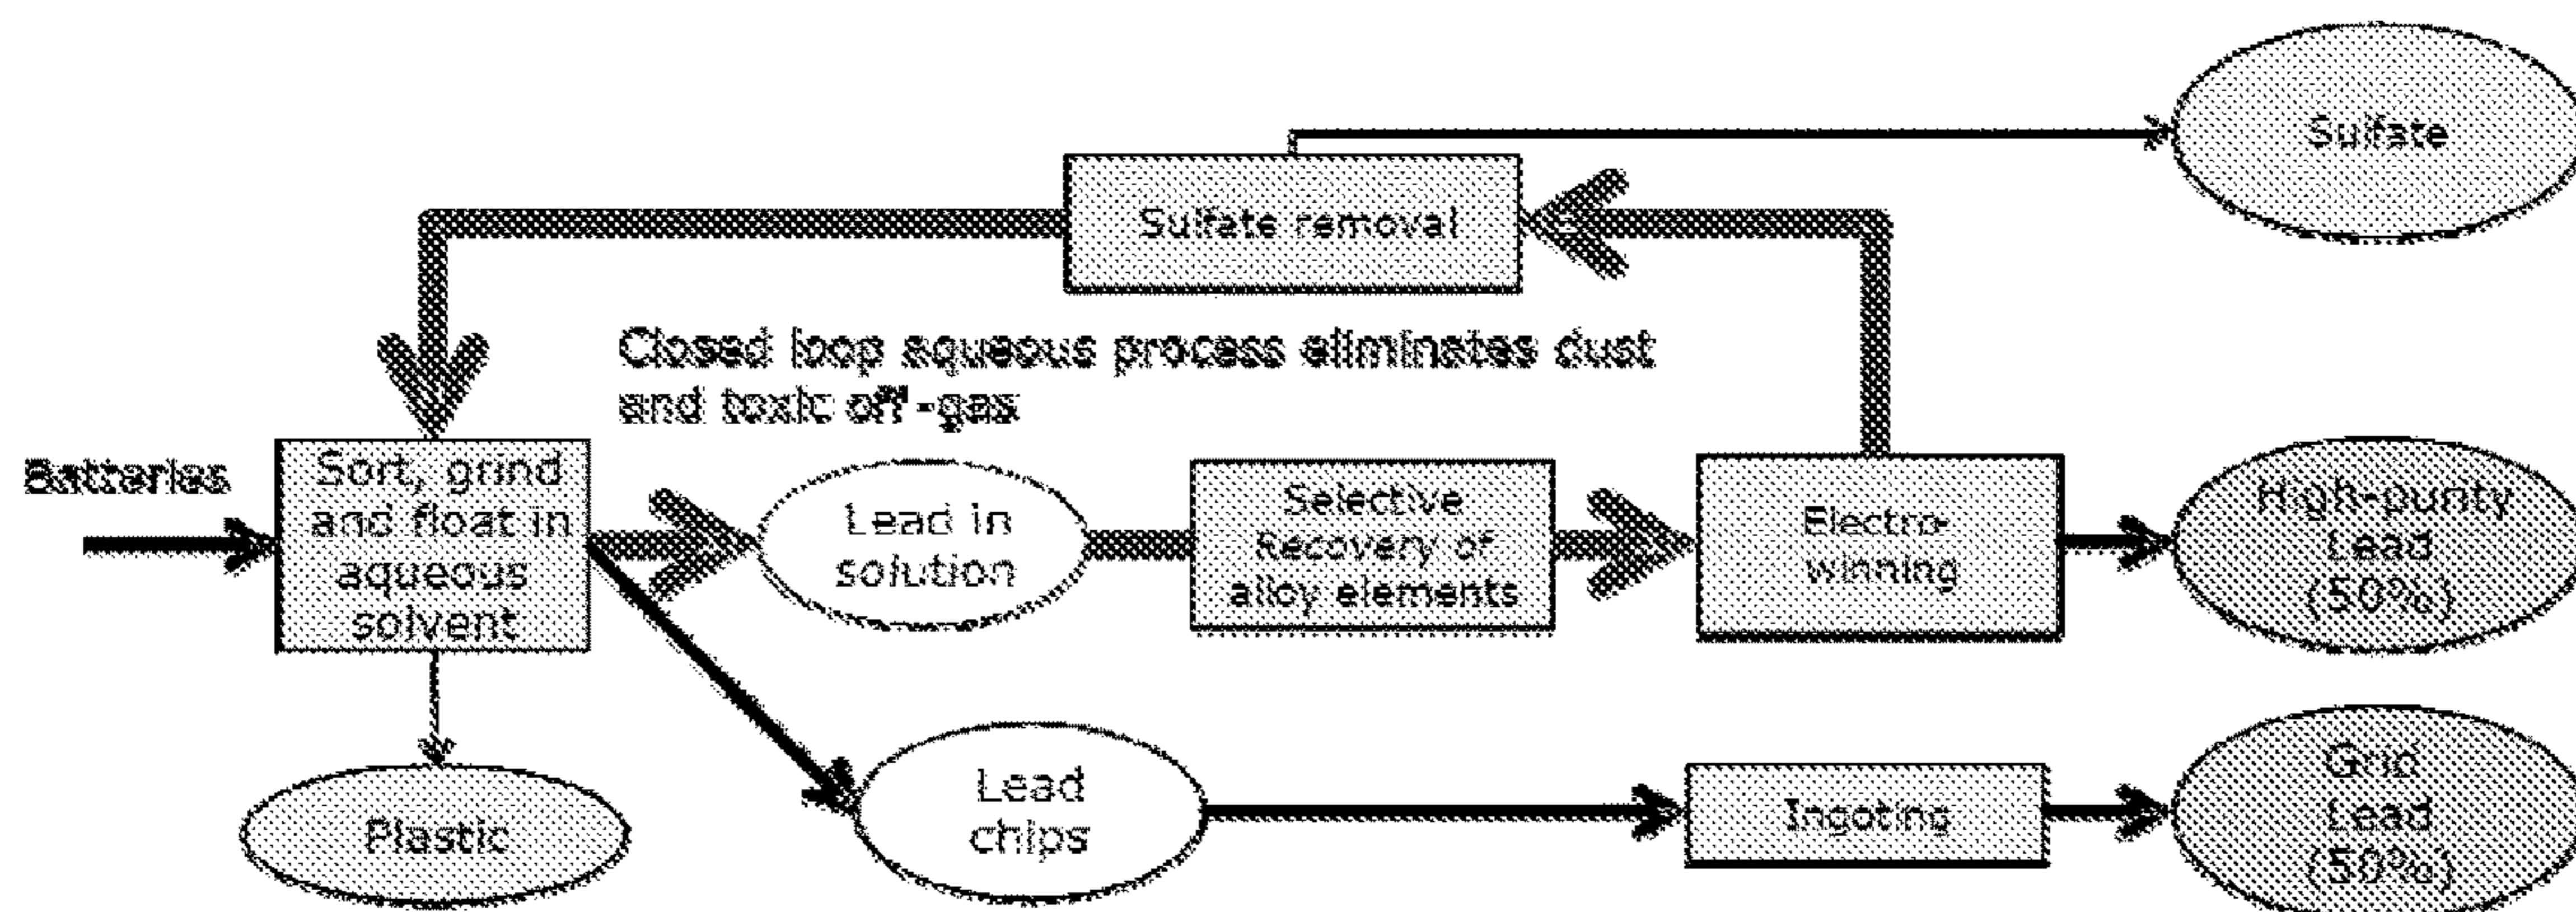 Sulfate
Sulfate removal
Closed loop aqueous process eliminates dust
and toxic off-gas
Batteries
Sort, grind
and float in
aqueous
solvent
Lead in
solution
Selective
Recovery of
alloy elements
Electro-
winning
High-purity
Lead
(50%)
Plastic
Lead
chips
Ingoting
Grid
Lead
(50%)